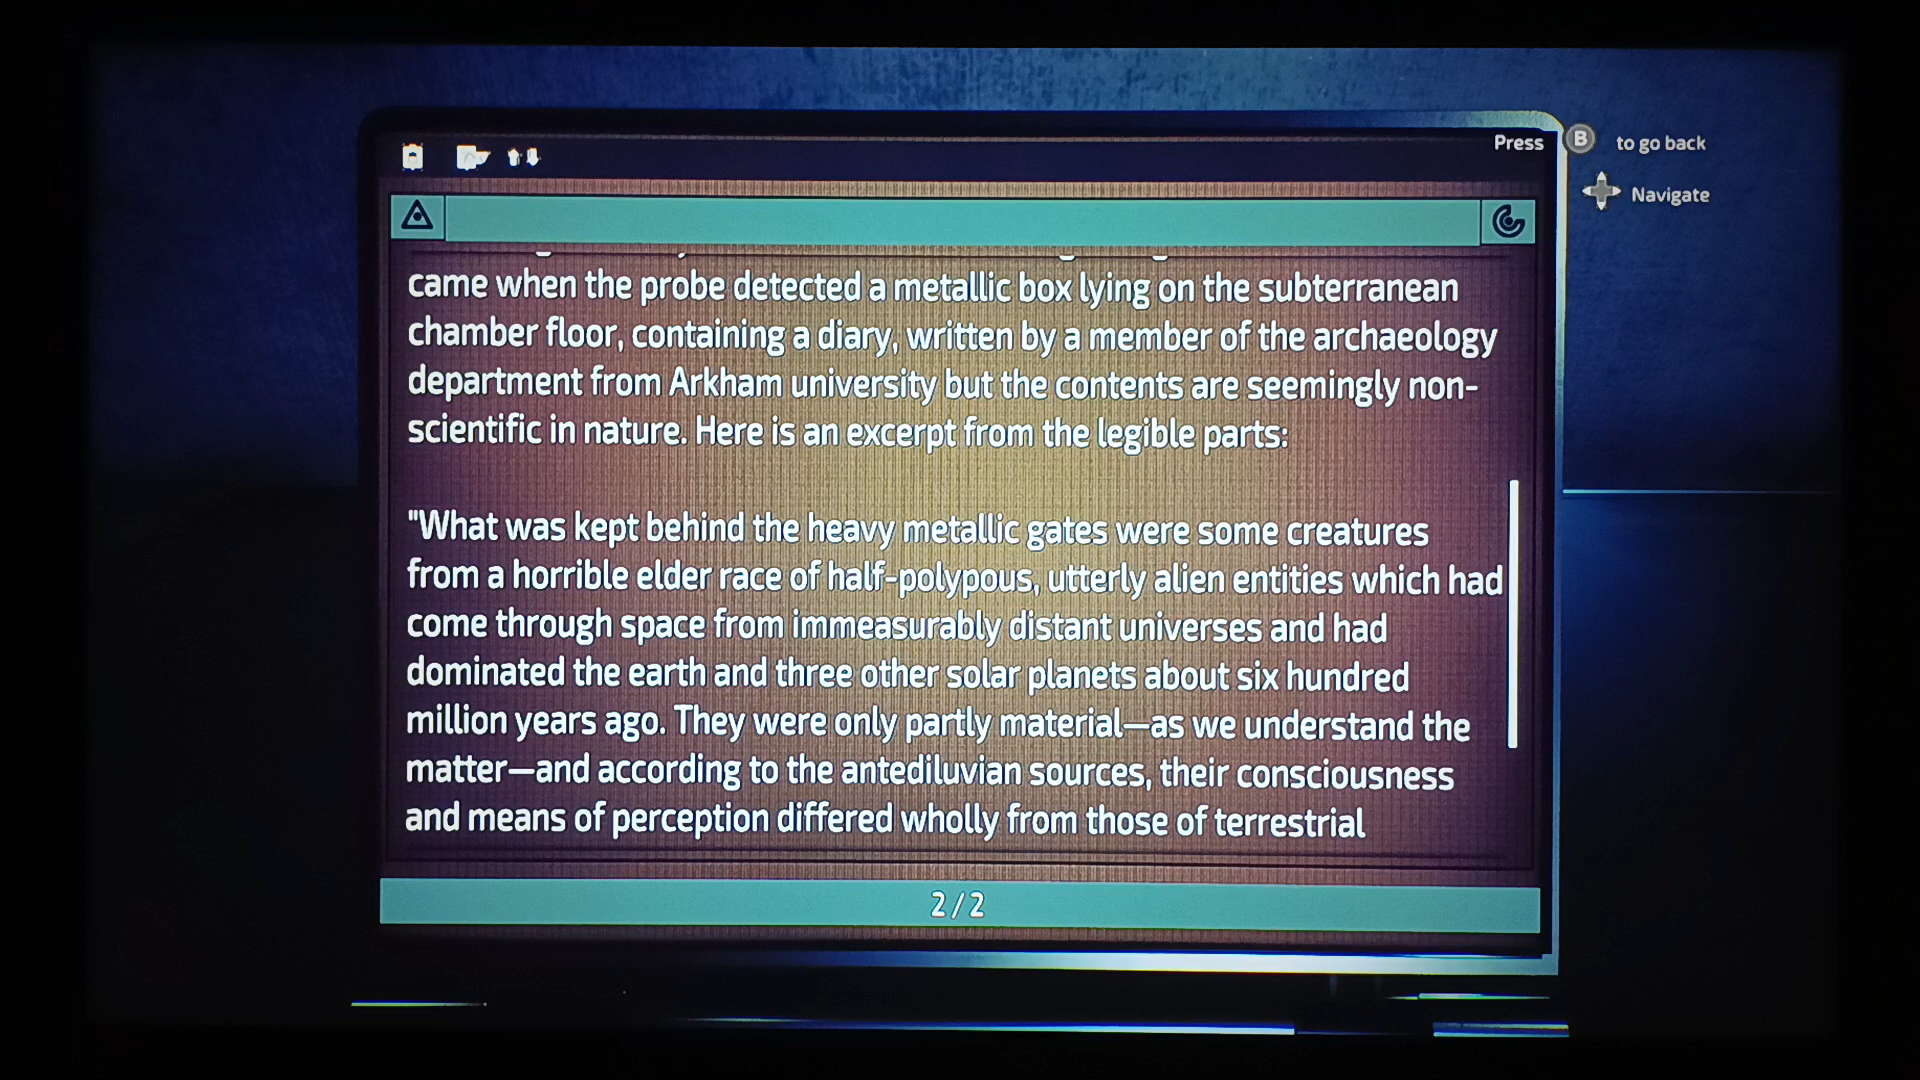 Press B to go back
Navigate
came when the probe detected a metallic box lying on the subterranean
chamber floor, containing a diary, written by a member of the archaeology
department from Arkham university but the contents are seemingly non-
scientific in nature. Here is an excerpt from the legible parts:
"What was kept behind the heavy metallic gates were some creatures
from a horrible elder race of half-polypous, utterly alien entities which had
come through space from immeasurably distant universes and had
dominated the earth and three other solar planets about six hundred
million years ago. They were only partly material—as we understand the
matter—and according to the antediluvian sources, their consciousness
and means of perception differed wholly from those of terrestrial
2/2